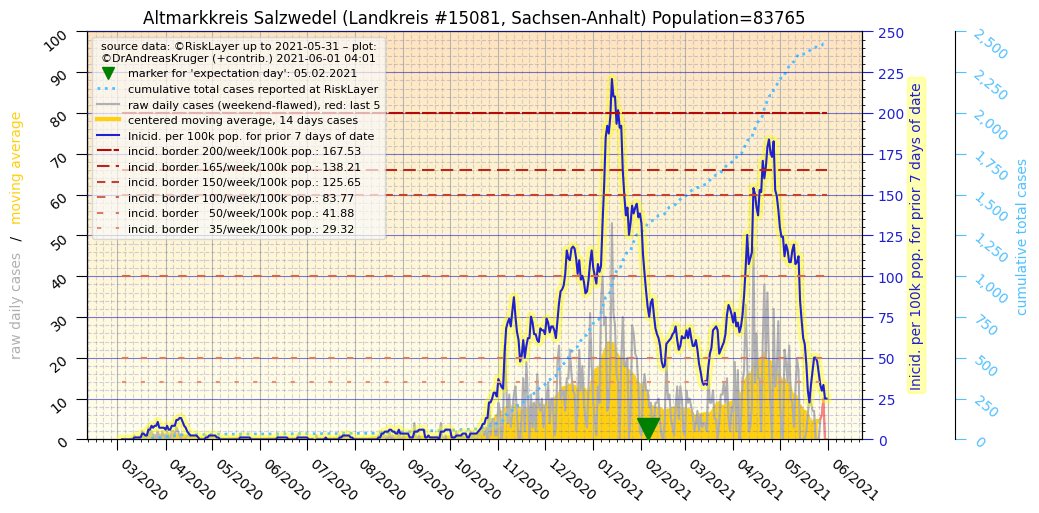 Altmarkkreis Salzwedel (Landkreis #15081, Sachsen-Anhalt) Population=83765
source data: ©RiskLayer up to 2021-05-31 – plot:
©DrAndreasKruger (+contrib.) 2021-06-01 04:01
marker for 'expectation day': 05.02.2021
cumulative total cases reported at RiskLayer
raw daily cases (weekend-flawed), red: last 5
centered moving average, 14 days cases
Inicid. per 100k pop. for prior 7 days of date
incid. border 200/week/100k pop.: 167.53
incid. border 165/week/100k pop.: 138.21
incid. border 150/week/100k pop.: 125.65
incid. border 100/week/100k pop.: 83.77
incid. border   50/week/100k pop.: 41.88
incid. border   35/week/100k pop.: 29.32
raw daily cases   /   moving average
100
90
80
70
60
50
40
30
20
10
0
03/2020
04/2020
05/2020
06/2020
07/2020
08/2020
09/2020
10/2020
11/2020
12/2020
01/2021
02/2021
03/2021
04/2021
05/2021
06/2021
250
225
200
175
150
125
100
75
50
25
0
Inicid. per 100k pop. for prior 7 days of date
2,500
2,250
2,000
1,750
1,500
1,250
1,000
750
500
250
0
cumulative total cases